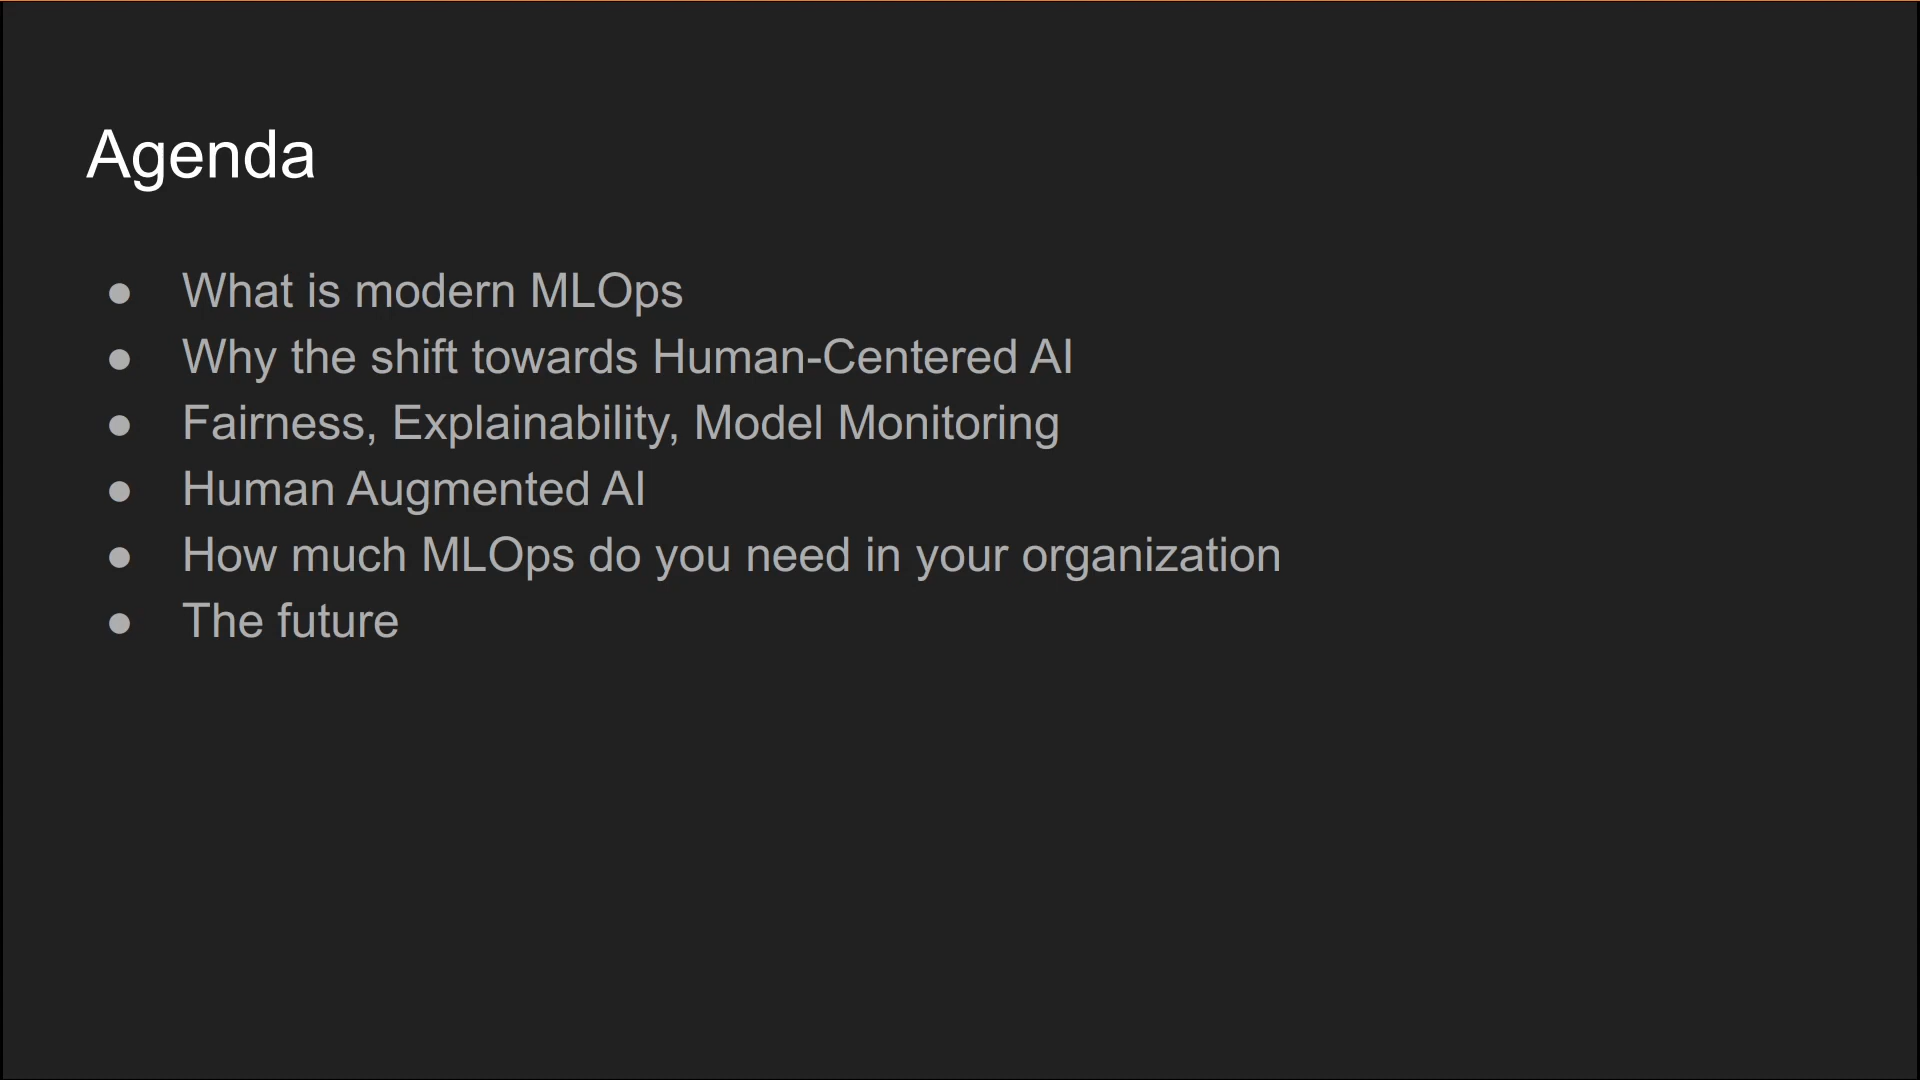 Agenda
● What is modern MLOps
● Why the shift towards Human-Centered AI
● Fairness, Explainability, Model Monitoring
● Human Augmented AI
● How much MLOps do you need in your organization
● The future